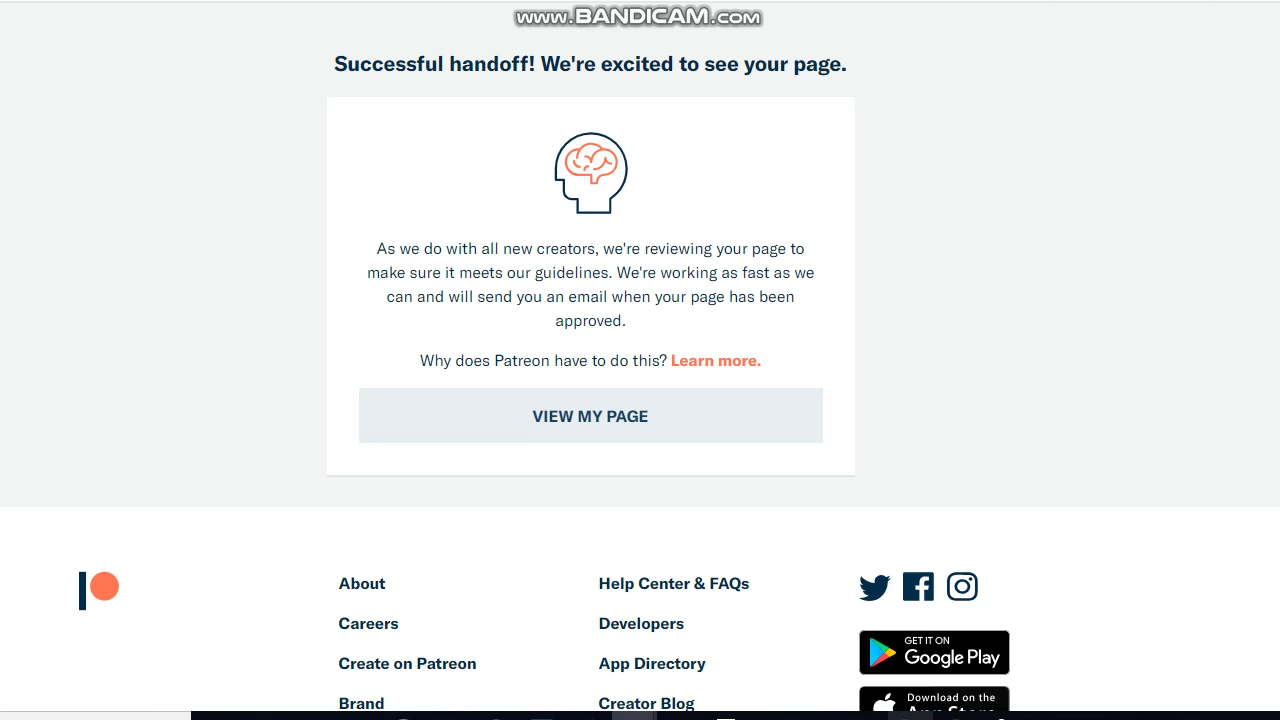 www.BANDICAM.com
Successful handoff! We're excited to see your page.
As we do with all new creators, we're reviewing your page to
make sure it meets our guidelines. We're working as fast as we
can and will send you an email when your page has been
approved.
Why does Patreon have to do this? Learn more.
VIEW MY PAGE
About
Careers
Create on Patreon
Brand
Help Center & FAQs
Developers
App Directory
Creator Blog
GET IT ON
Google Play
Download on the
App Store